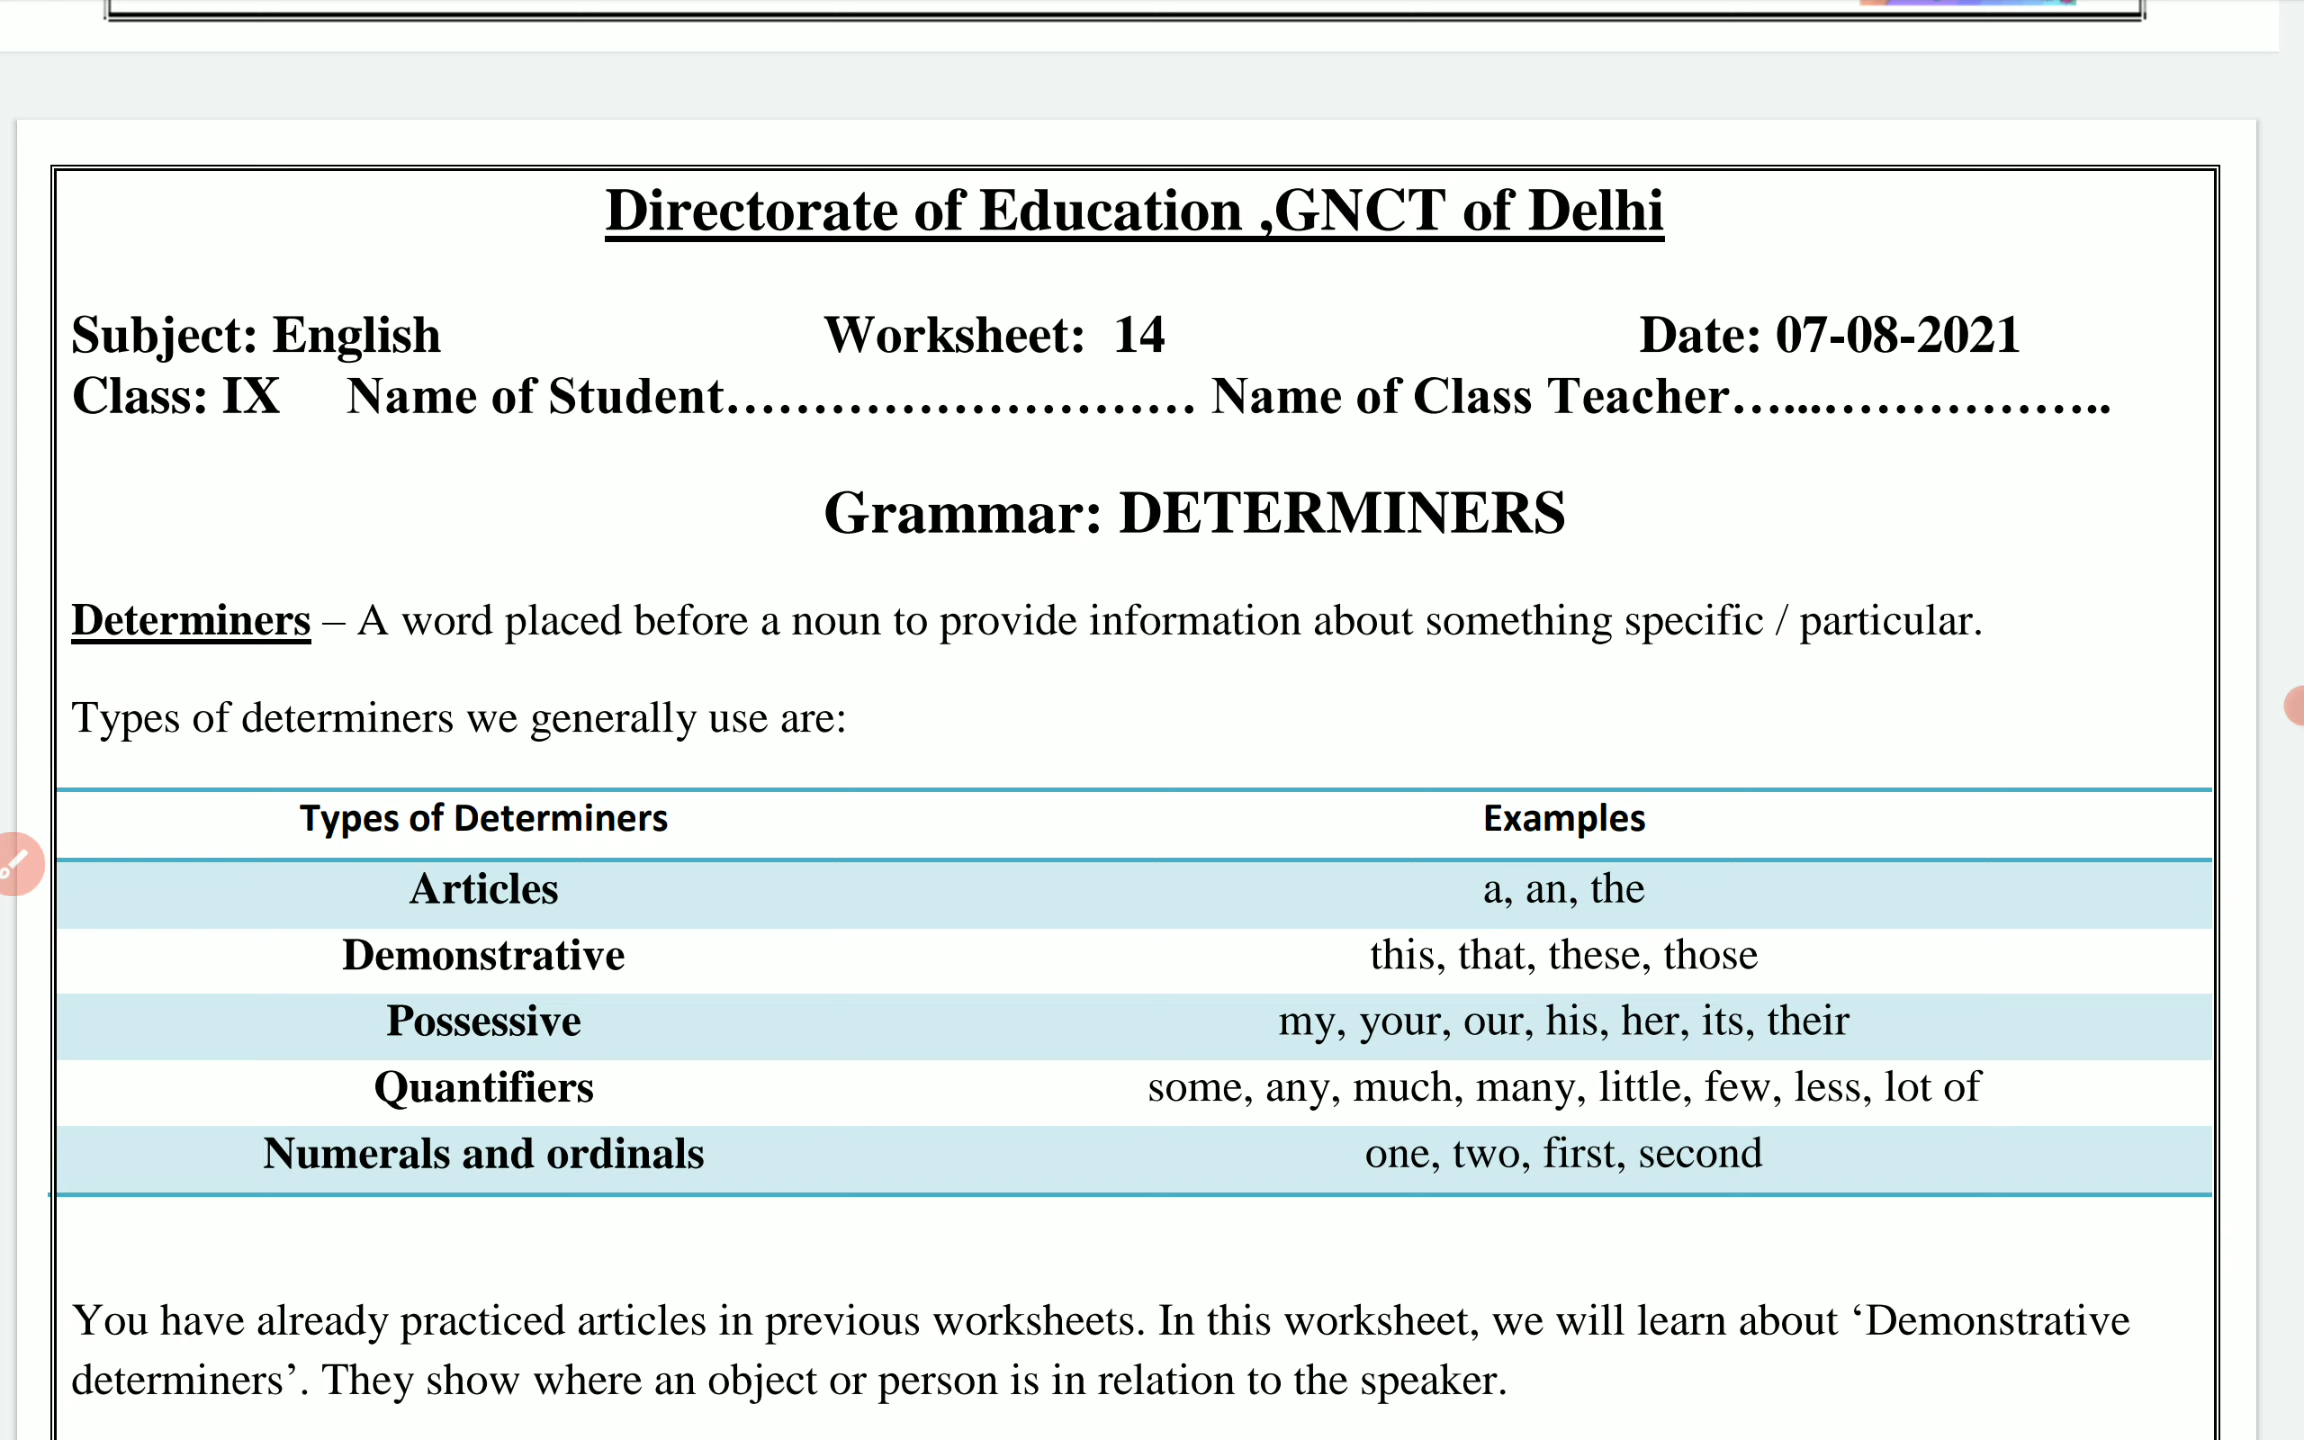 Directorate of Education ,GNCT of Delhi
Subject: English Worksheet: 14 Date: 07-08-2021
Class: IX Name of Student……………………… Name of Class Teacher…...……………..
Grammar: DETERMINERS
Determiners – A word placed before a noun to provide information about something specific / particular.
Types of determiners we generally use are:
Types of Determiners Examples
Articles a, an, the
Demonstrative this, that, these, those
Possessive my, your, our, his, her, its, their
Quantifiers some, any, much, many, little, few, less, lot of
Numerals and ordinals one, two, first, second
You have already practiced articles in previous worksheets. In this worksheet, we will learn about ‘Demonstrative
determiners’. They show where an object or person is in relation to the speaker.